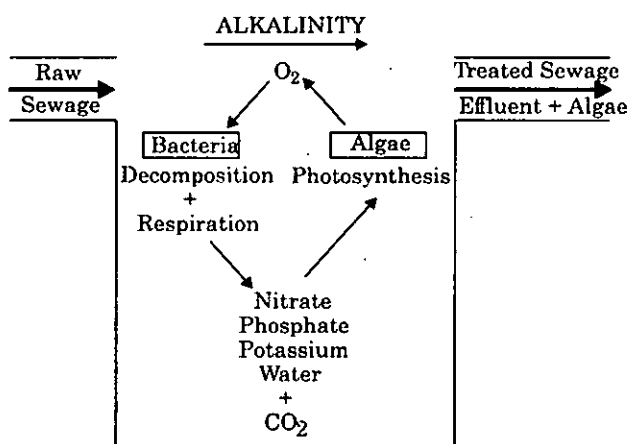 ALKALINITY
Raw
Sewage
O₂
Treated Sewage
Effluent + Algae
Bacteria
Decomposition
+
Respiration
Algae
Photosynthesis
Nitrate
Phosphate
Potassium
Water
+
CO₂